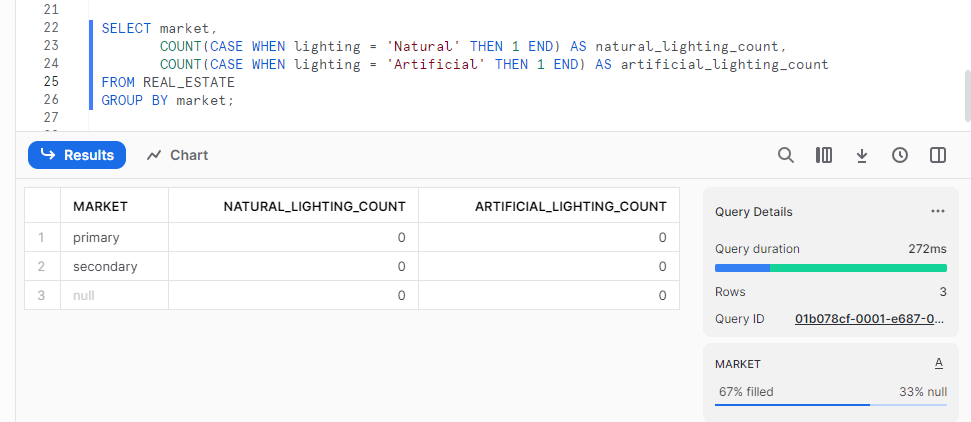 21
22 SELECT market,
23 COUNT(CASE WHEN lighting = 'Natural' THEN 1 END) AS natural_lighting_count,
24 COUNT(CASE WHEN lighting = 'Artificial' THEN 1 END) AS artificial_lighting_count
25 FROM REAL_ESTATE
26 GROUP BY market;
27
Results Chart
MARKET NATURAL_LIGHTING_COUNT ARTIFICIAL_LIGHTING_COUNT
1 primary 0 0
2 secondary 0 0
3 null 0 0
Query Details ...
Query duration 272ms
Rows 3
Query ID 01b078cf-0001-e687-0...
MARKET A
67% filled 33% null